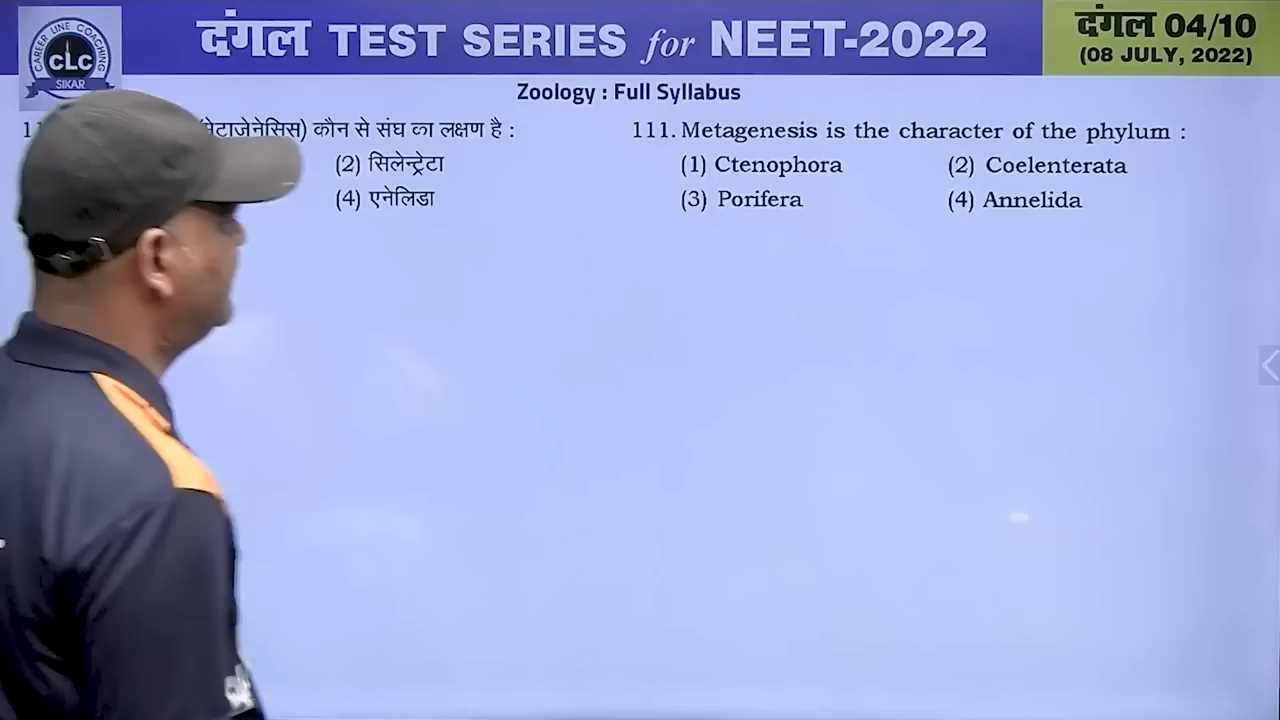 दंगल TEST SERIES for NEET-2022
दंगल 04/10
(08 JULY, 2022)
CAREER LINE COACHING
CLC
SIKAR
Zoology : Full Syllabus
(मेटाजेनेसिस) कौन से संघ का लक्षण है :
(2) सिलेन्ट्रेटा
(4) एनेलिडा
111. Metagenesis is the character of the phylum :
(1) Ctenophora (2) Coelenterata
(3) Porifera (4) Annelida